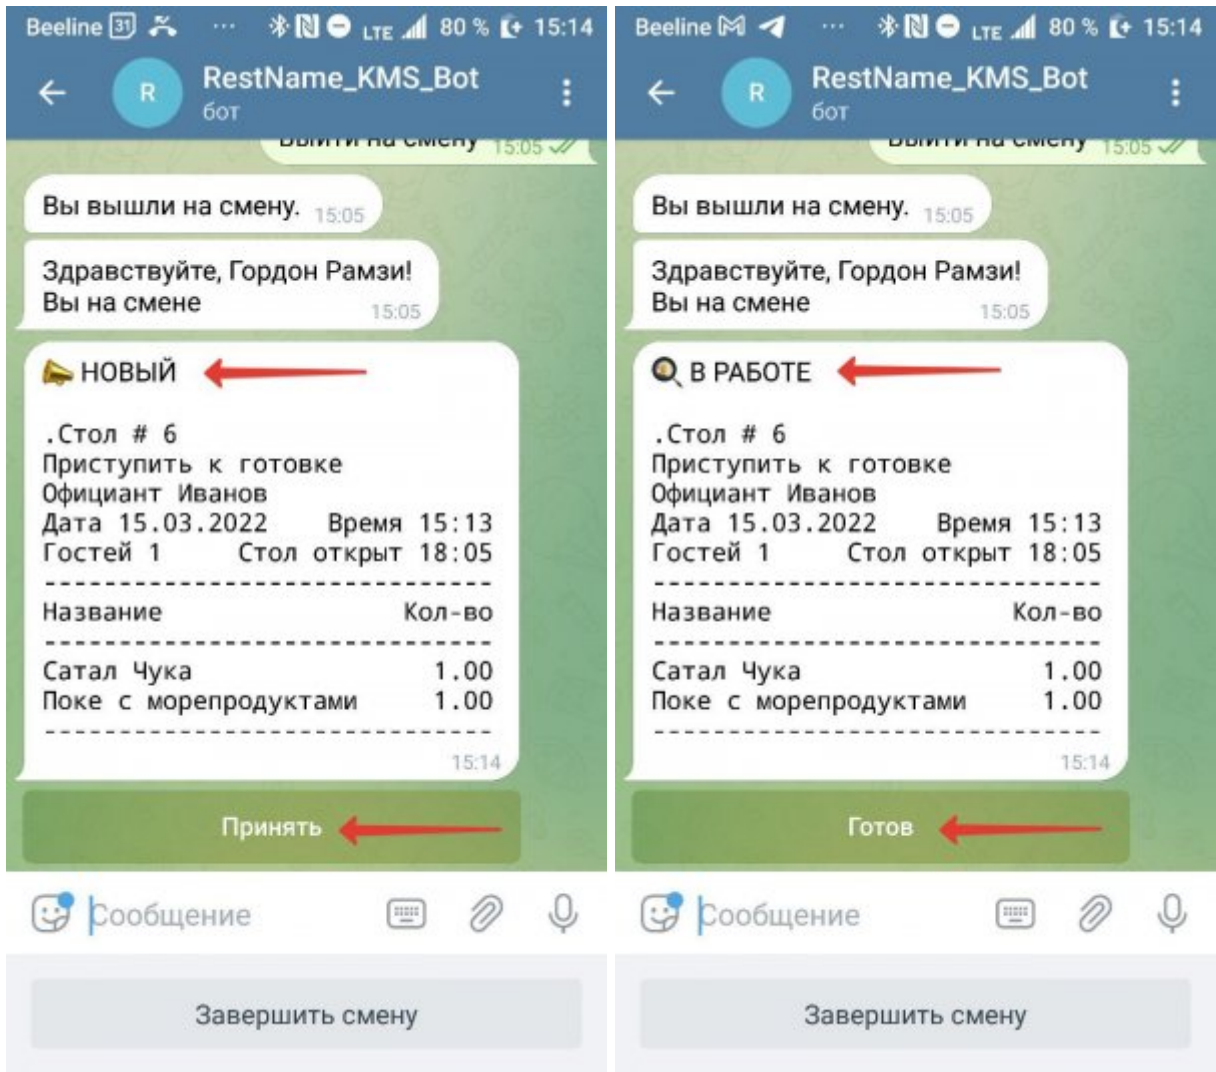 Beeline 31 ... LTE 80 % 15:14
RestName_KMS_Bot
R
бот
Выйти на смену 15:05
Вы вышли на смену. 15:05
Здравствуйте, Гордон Рамзи!
Вы на смене
15:05
НОВЫЙ
.Стол # 6
Приступить к готовке
Официант Иванов
Дата 15.03.2022 Время 15:13
Гостей 1 Стол открыт 18:05
------------------------------
Название Кол-во
------------------------------
Сатал Чука 1.00
Поке с морепродуктами 1.00
------------------------------
15:14
Принять
Сообщение
Завершить смену
Beeline ... LTE 80 % 15:14
RestName_KMS_Bot
R
бот
Выйти на смену 15:05
Вы вышли на смену. 15:05
Здравствуйте, Гордон Рамзи!
Вы на смене
15:05
В РАБОТЕ
.Стол # 6
Приступить к готовке
Официант Иванов
Дата 15.03.2022 Время 15:13
Гостей 1 Стол открыт 18:05
------------------------------
Название Кол-во
------------------------------
Сатал Чука 1.00
Поке с морепродуктами 1.00
------------------------------
15:14
Готов
Сообщение
Завершить смену